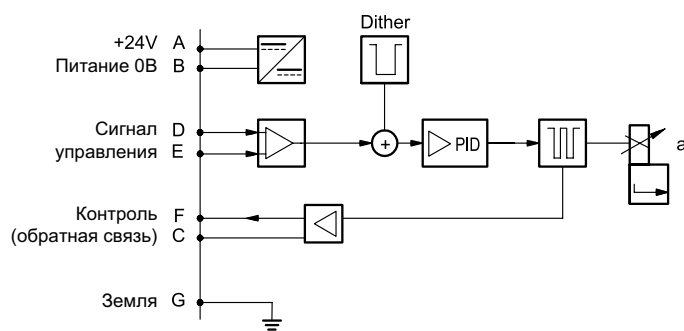 Dither
+24V A
Питание 0В B
Сигнал D
управления E
PID
a
Контроль F
(обратная связь) C
Земля G